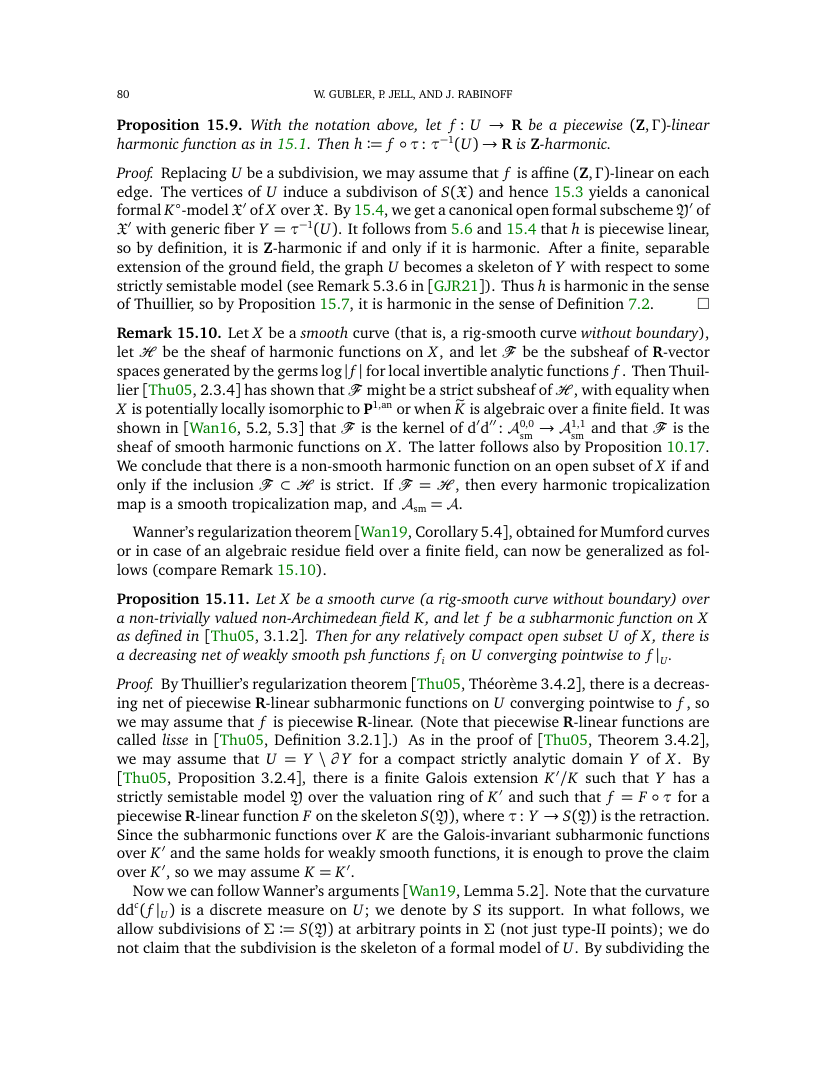 80 W. GUBLER, P. JELL, AND J. RABINOFF
Proposition 15.9. With the notation above, let f : U → R be a piecewise (Z, Γ)-linear
harmonic function as in 15.1. Then h ≔ f ∘ τ : τ⁻¹(U) → R is Z-harmonic.
Proof. Replacing U be a subdivision, we may assume that f is affine (Z, Γ)-linear on each
edge. The vertices of U induce a subdivison of S(𝔛) and hence 15.3 yields a canonical
formal K°-model 𝔛′ of X over 𝔛. By 15.4, we get a canonical open formal subscheme 𝔜′ of
𝔛′ with generic fiber Y = τ⁻¹(U). It follows from 5.6 and 15.4 that h is piecewise linear,
so by definition, it is Z-harmonic if and only if it is harmonic. After a finite, separable
extension of the ground field, the graph U becomes a skeleton of Y with respect to some
strictly semistable model (see Remark 5.3.6 in [GJR21]). Thus h is harmonic in the sense
of Thuillier, so by Proposition 15.7, it is harmonic in the sense of Definition 7.2. □
Remark 15.10. Let X be a smooth curve (that is, a rig-smooth curve without boundary),
let ℋ be the sheaf of harmonic functions on X, and let ℱ be the subsheaf of R-vector
spaces generated by the germs log|f| for local invertible analytic functions f. Then Thuil-
lier [Thu05, 2.3.4] has shown that ℱ might be a strict subsheaf of ℋ, with equality when
X is potentially locally isomorphic to P^{1,an} or when K̃ is algebraic over a finite field. It was
shown in [Wan16, 5.2, 5.3] that ℱ is the kernel of d′d″ : 𝒜^{0,0}_{sm} → 𝒜^{1,1}_{sm} and that ℱ is the
sheaf of smooth harmonic functions on X. The latter follows also by Proposition 10.17.
We conclude that there is a non-smooth harmonic function on an open subset of X if and
only if the inclusion ℱ ⊂ ℋ is strict. If ℱ = ℋ, then every harmonic tropicalization
map is a smooth tropicalization map, and 𝒜_{sm} = 𝒜.
Wanner's regularization theorem [Wan19, Corollary 5.4], obtained for Mumford curves
or in case of an algebraic residue field over a finite field, can now be generalized as fol-
lows (compare Remark 15.10).
Proposition 15.11. Let X be a smooth curve (a rig-smooth curve without boundary) over
a non-trivially valued non-Archimedean field K, and let f be a subharmonic function on X
as defined in [Thu05, 3.1.2]. Then for any relatively compact open subset U of X, there is
a decreasing net of weakly smooth psh functions f_i on U converging pointwise to f|_U.
Proof. By Thuillier's regularization theorem [Thu05, Théorème 3.4.2], there is a decreas-
ing net of piecewise R-linear subharmonic functions on U converging pointwise to f, so
we may assume that f is piecewise R-linear. (Note that piecewise R-linear functions are
called lisse in [Thu05, Definition 3.2.1].) As in the proof of [Thu05, Theorem 3.4.2],
we may assume that U = Y \ ∂Y for a compact strictly analytic domain Y of X. By
[Thu05, Proposition 3.2.4], there is a finite Galois extension K′/K such that Y has a
strictly semistable model 𝔜 over the valuation ring of K′ and such that f = F ∘ τ for a
piecewise R-linear function F on the skeleton S(𝔜), where τ : Y → S(𝔜) is the retraction.
Since the subharmonic functions over K are the Galois-invariant subharmonic functions
over K′ and the same holds for weakly smooth functions, it is enough to prove the claim
over K′, so we may assume K = K′.
Now we can follow Wanner's arguments [Wan19, Lemma 5.2]. Note that the curvature
dd^c(f|_U) is a discrete measure on U; we denote by S its support. In what follows, we
allow subdivisions of Σ ≔ S(𝔜) at arbitrary points in Σ (not just type-II points); we do
not claim that the subdivision is the skeleton of a formal model of U. By subdividing the